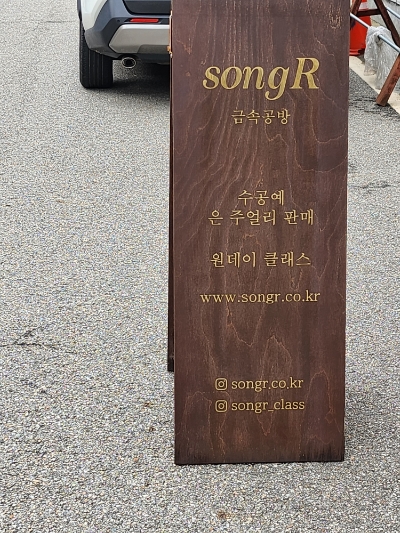 songR
금속공방
수공예
은 주얼리 판매
원데이 클래스
www.songr.co.kr
songr.co.kr
songr_class